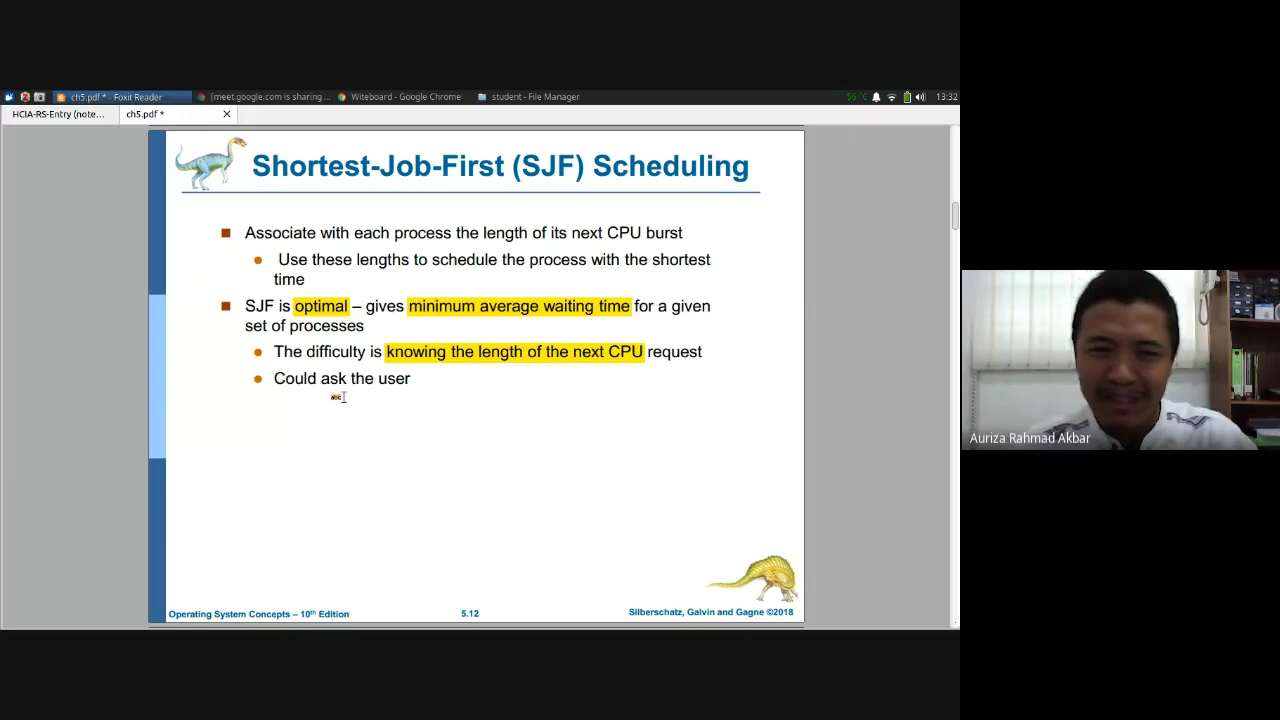 ch5.pdf * - Foxit Reader
(meet.google.com is sharing ...
Witeboard - Google Chrome
student - File Manager
56 °C
13:32
HCIA-RS-Entry (note...
ch5.pdf *
Shortest-Job-First (SJF) Scheduling
Associate with each process the length of its next CPU burst
Use these lengths to schedule the process with the shortest
time
SJF is optimal – gives minimum average waiting time for a given
set of processes
The difficulty is knowing the length of the next CPU request
Could ask the user
abc
Operating System Concepts – 10th Edition
5.12
Silberschatz, Galvin and Gagne ©2018
Auriza Rahmad Akbar